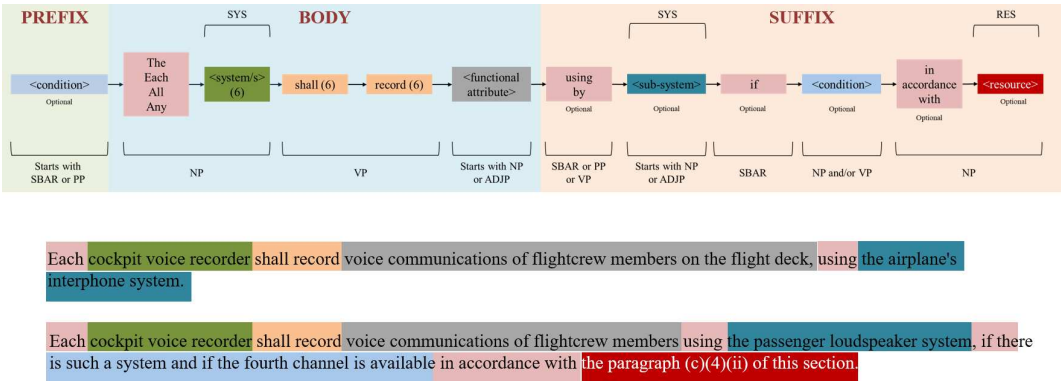 PREFIX BODY SUFFIX
SYS SYS RES
<condition>
Optional
The
Each
All
Any
<system/s>
(6)
shall (6)
record (6)
<functional
attribute>
using
by
Optional
<sub-system>
Optional
if
Optional
<condition>
Optional
in
accordance
with
Optional
<resource>
Optional
Starts with
SBAR or PP
NP
VP
Starts with NP
or ADJP
SBAR or PP
or VP
Starts with NP
or ADJP
SBAR
NP and/or VP
NP
Each cockpit voice recorder shall record voice communications of flightcrew members on the flight deck, using the airplane's
interphone system.
Each cockpit voice recorder shall record voice communications of flightcrew members using the passenger loudspeaker system, if there
is such a system and if the fourth channel is available in accordance with the paragraph (c)(4)(ii) of this section.